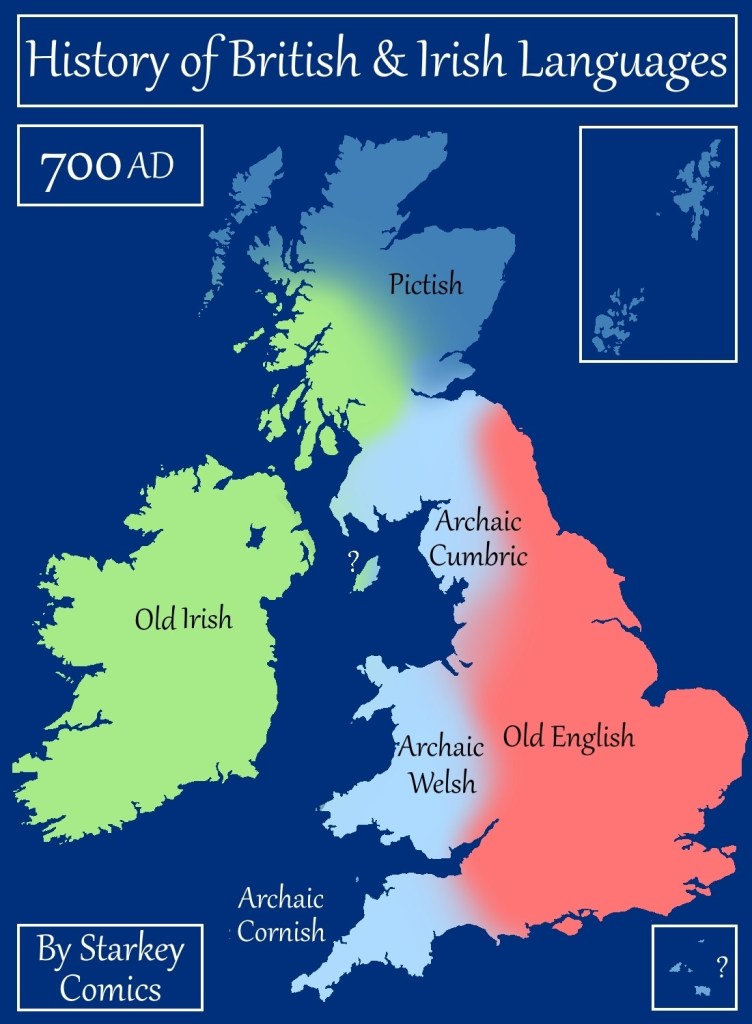 History of British & Irish Languages
700 AD
Pictish
Archaic
Cumbric
?
Old Irish
Old English
Archaic
Welsh
Archaic
Cornish
By Starkey
Comics
?